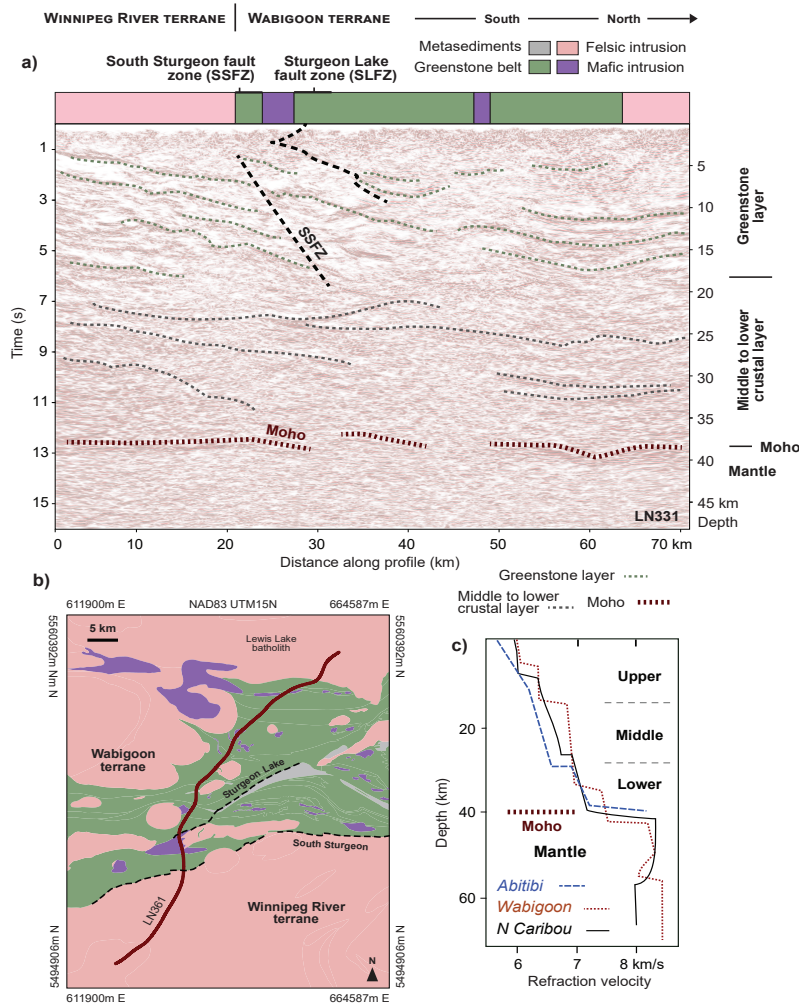 WINNIPEG RIVER TERRANE
WABIGOON TERRANE
South
North
Metasediments
Felsic intrusion
Greenstone belt
Mafic intrusion
a)
South Sturgeon fault
zone (SSFZ)
Sturgeon Lake
fault zone (SLFZ)
1
3
5
7
9
11
13
15
Time (s)
SSFZ
Moho
LN331
5
10
15
20
25
30
35
40
45 km
Depth
Greenstone
layer
Middle to lower
crustal layer
Moho
Mantle
0
10
20
30
40
50
60
70 km
Distance along profile (km)
Greenstone layer
Middle to lower
crustal layer
Moho
b)
611900m E
NAD83 UTM15N
664587m E
5560392m Nm N
5560392m N
5 km
Lewis Lake
batholith
Wabigoon
terrane
Sturgeon Lake
South Sturgeon
LN361
Winnipeg River
terrane
N
5494906m N
5494906m N
611900m E
664587m E
c)
Upper
Middle
Lower
20
40
60
Depth (km)
Moho
Mantle
Abitibi
Wabigoon
N Caribou
6
7
8 km/s
Refraction velocity